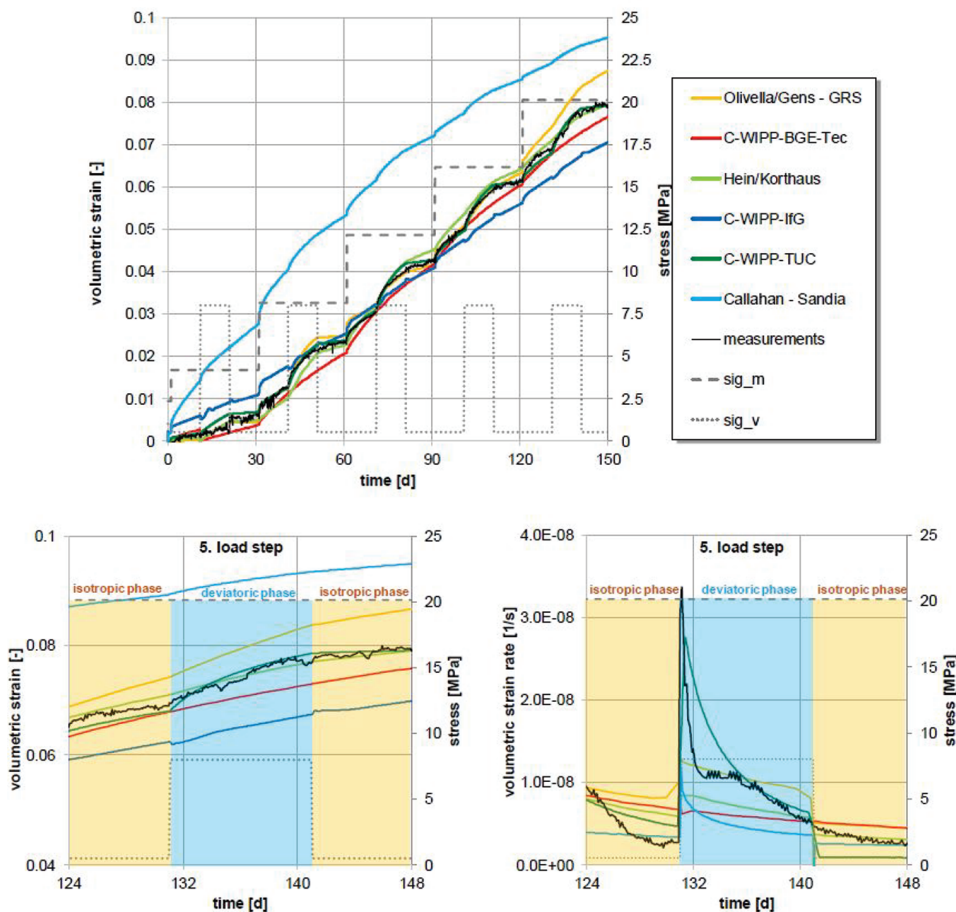 0.1
0.09
0.08
0.07
0.06
0.05
0.04
0.03
0.02
0.01
0
volumetric strain [-]
25
22.5
20
17.5
15
12.5
10
7.5
5
2.5
0
stress [MPa]
0 30 60 90 120 150
time [d]
Olivella/Gens - GRS
C-WIPP-BGE-Tec
Hein/Korthaus
C-WIPP-IfG
C-WIPP-TUC
Callahan - Sandia
measurements
sig_m
sig_v
0.1
0.08
0.06
0.04
volumetric strain [-]
5. load step
isotropic phase
deviatoric phase
isotropic phase
25
20
15
10
5
0
stress [MPa]
124 132 140 148
time [d]
4.0E-08
3.0E-08
2.0E-08
1.0E-08
0.0E+00
volumetric strain rate [1/s]
5. load step
isotropic phase
deviatoric phase
isotropic phase
25
20
15
10
5
0
stress [MPa]
124 132 140 148
time [d]